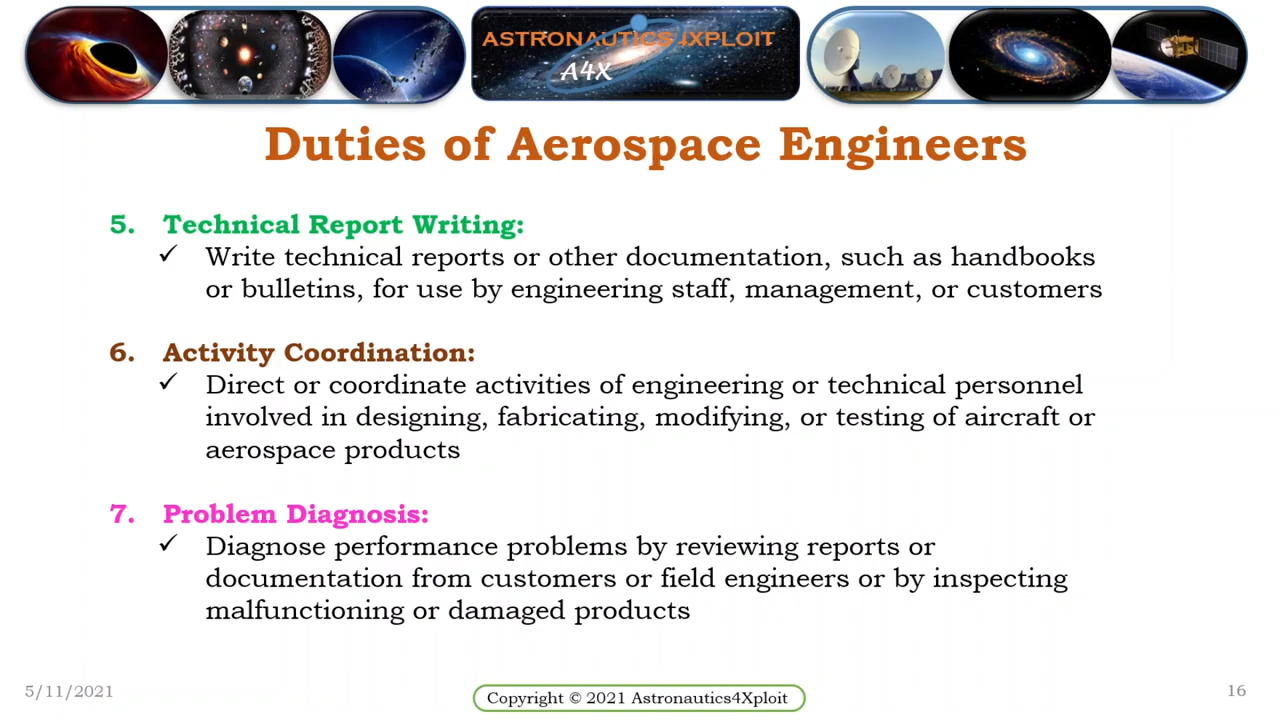 ASTRONAUTICS 4XPLOIT
A4X
Duties of Aerospace Engineers
5. Technical Report Writing:
✓ Write technical reports or other documentation, such as handbooks
or bulletins, for use by engineering staff, management, or customers
6. Activity Coordination:
✓ Direct or coordinate activities of engineering or technical personnel
involved in designing, fabricating, modifying, or testing of aircraft or
aerospace products
7. Problem Diagnosis:
✓ Diagnose performance problems by reviewing reports or
documentation from customers or field engineers or by inspecting
malfunctioning or damaged products
5/11/2021
Copyright © 2021 Astronautics4Xploit
16